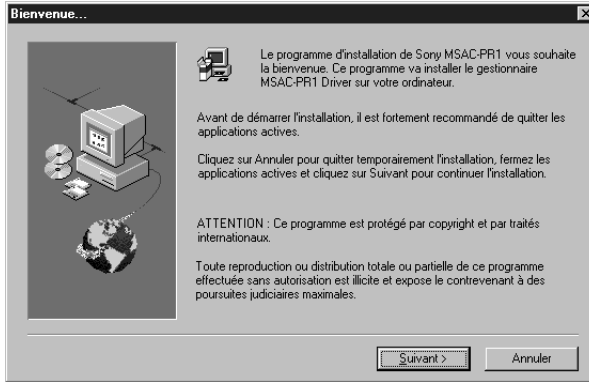 Bienvenue...
Le programme d'installation de Sony MSAC-PR1 vous souhaite
la bienvenue. Ce programme va installer le gestionnaire
MSAC-PR1 Driver sur votre ordinateur.
Avant de démarrer l'installation, il est fortement recommandé de quitter les
applications actives.
Cliquez sur Annuler pour quitter temporairement l'installation, fermez les
applications actives et cliquez sur Suivant pour continuer l'installation.
ATTENTION : Ce programme est protégé par copyright et par traités
internationaux.
Toute reproduction ou distribution totale ou partielle de ce programme
effectuée sans autorisation est illicite et expose le contrevenant à des
poursuites judiciaires maximales.
Suivant >
Annuler